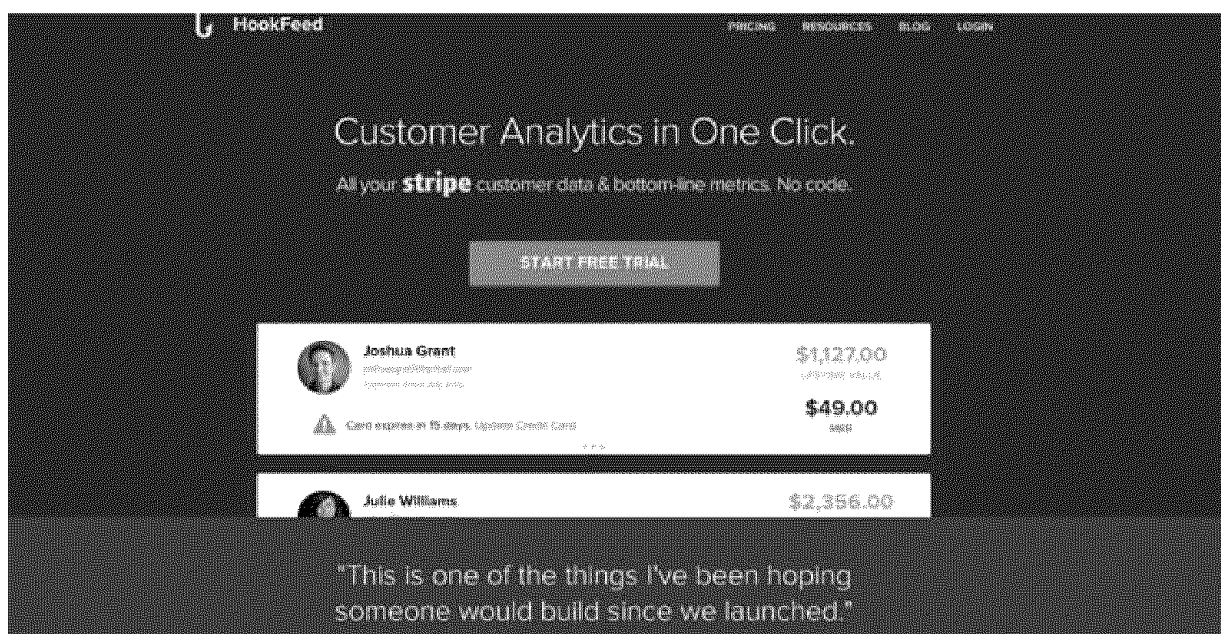 HookFeed
PRICING RESOURCES BLOG LOGIN
Customer Analytics in One Click.
All your stripe customer data & bottom-line metrics. No code.
START FREE TRIAL
Joshua Grant
$1,127.00
LIFETIME VALUE
$49.00
MRR
Card expires in 15 days. Update Credit Card
Julie Williams
$2,356.00
"This is one of the things I've been hoping
someone would build since we launched."